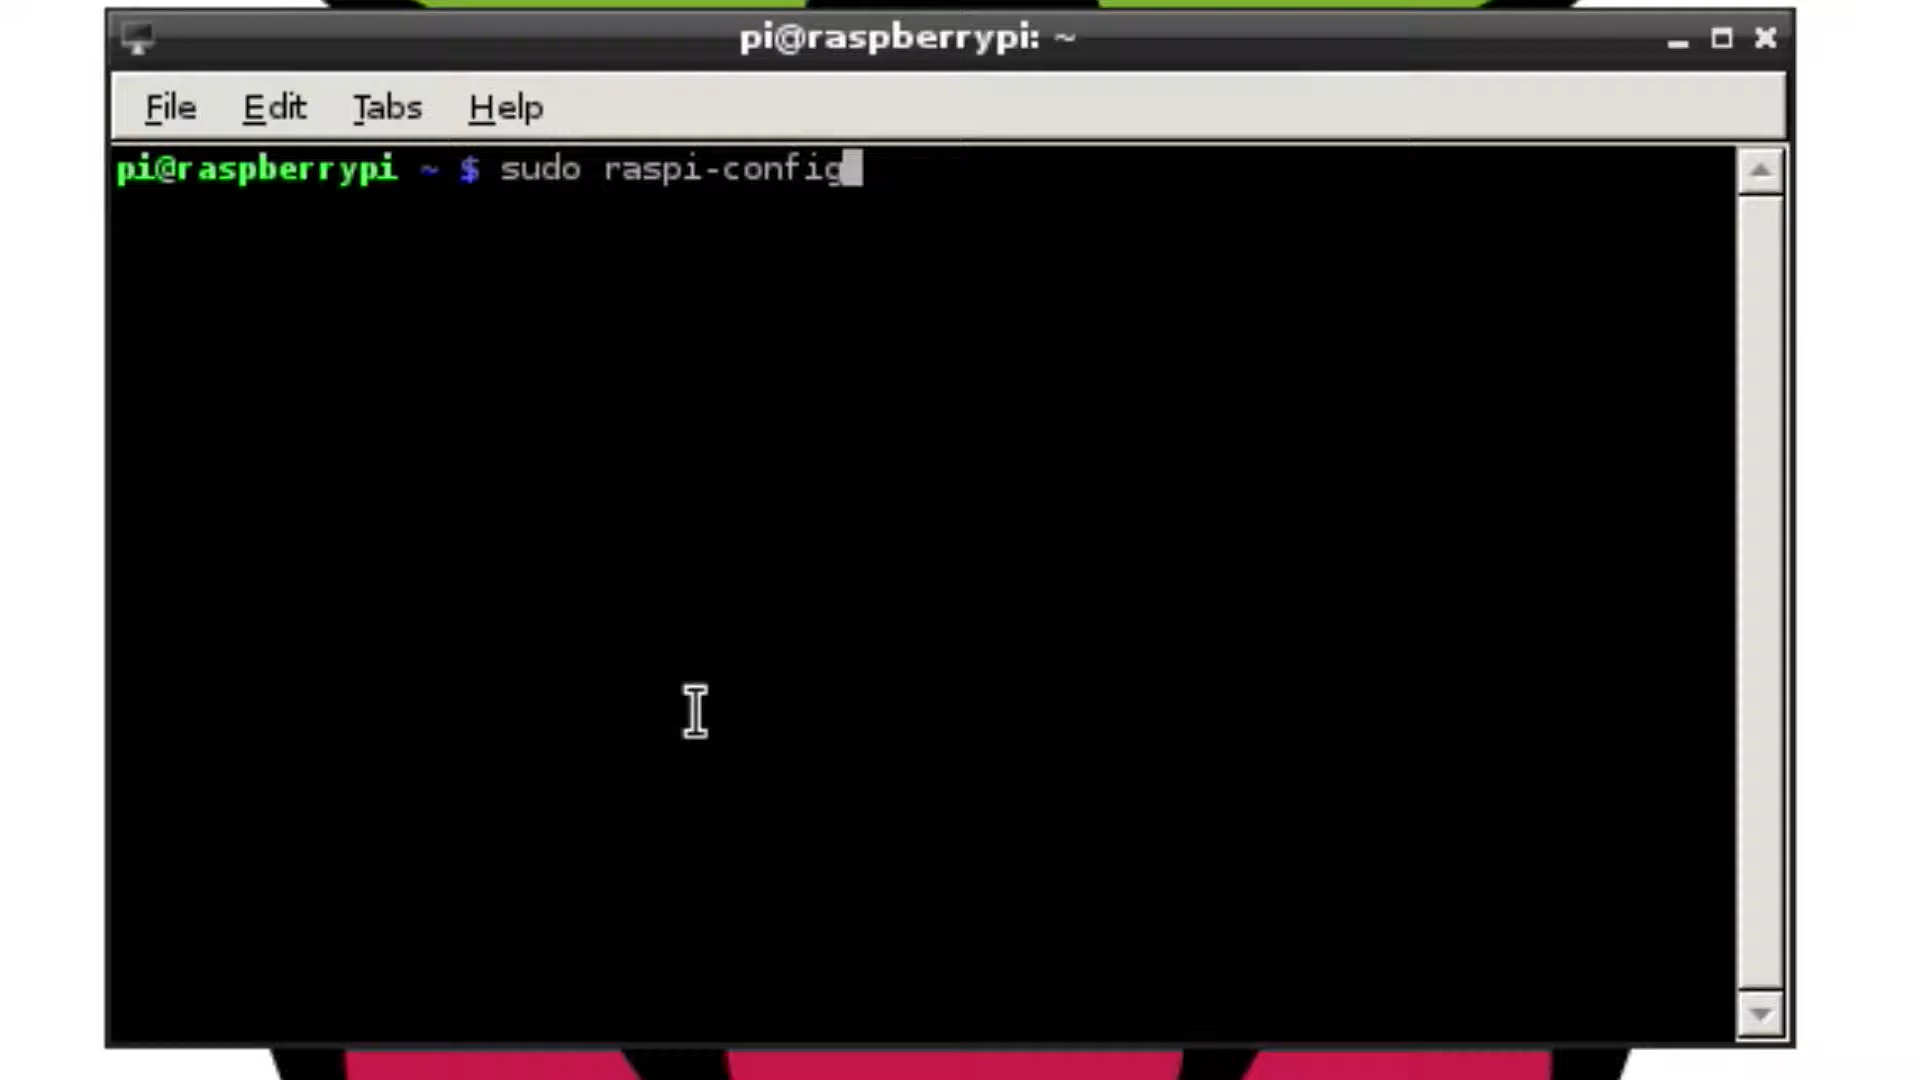 pi@raspberrypi: ~
File Edit Tabs Help
pi@raspberrypi ~ $ sudo raspi-config